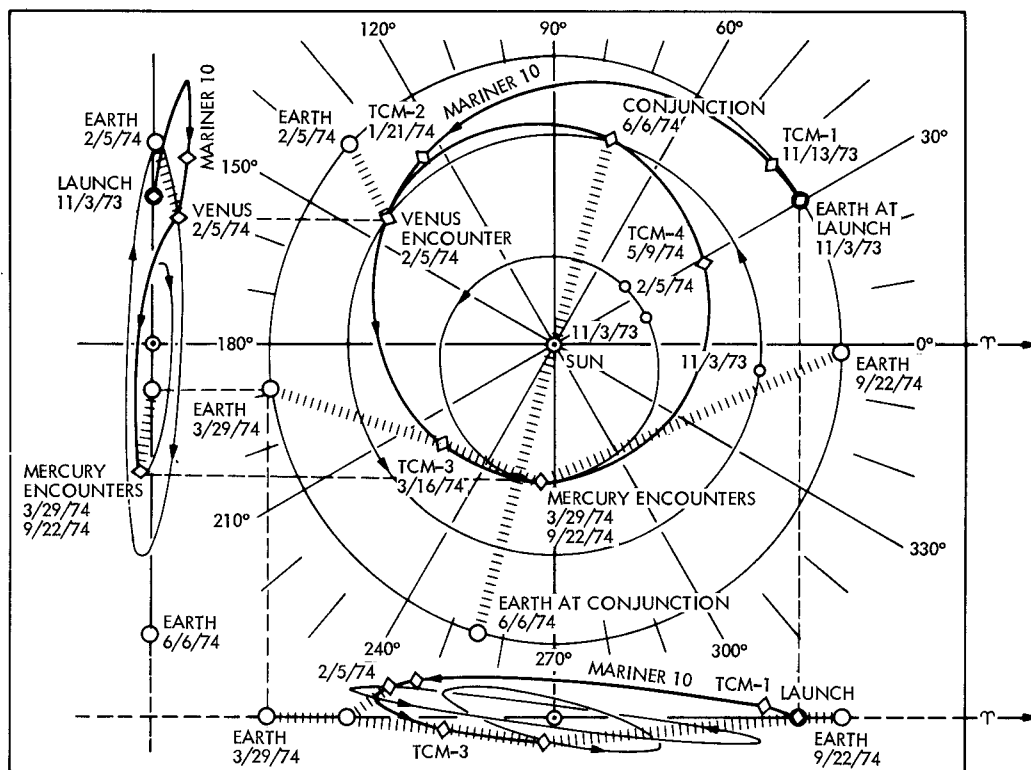 120°
90°
60°
MARINER 10
EARTH
2/5/74
TCM-2
1/21/74
MARINER 10
CONJUNCTION
6/6/74
TCM-1
11/13/73
30°
EARTH
2/5/74
150°
LAUNCH
11/3/73
VENUS
2/5/74
VENUS
ENCOUNTER
2/5/74
TCM-4
5/9/74
EARTH AT
LAUNCH
11/3/73
2/5/74
11/3/73
180°
SUN
11/3/73
0°
♈
EARTH
9/22/74
EARTH
3/29/74
TCM-3
3/16/74
MERCURY
ENCOUNTERS
3/29/74
9/22/74
MERCURY ENCOUNTERS
3/29/74
9/22/74
210°
330°
EARTH
6/6/74
EARTH AT CONJUNCTION
6/6/74
240°
270°
300°
2/5/74
MARINER 10
TCM-1
LAUNCH
♈
EARTH
3/29/74
TCM-3
EARTH
9/22/74